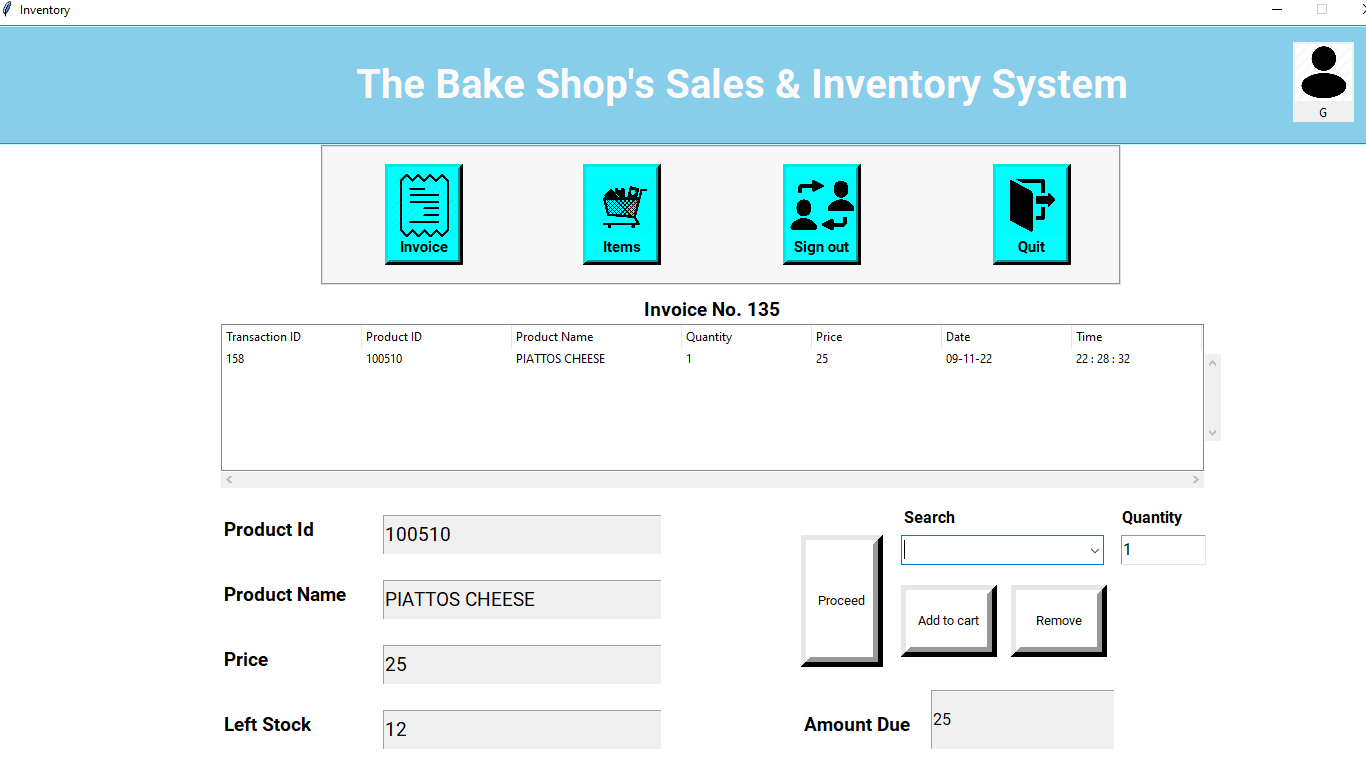 Inventory
The Bake Shop's Sales & Inventory System
G
Invoice Items Sign out Quit
Invoice No. 135
Transaction ID Product ID Product Name Quantity Price Date Time
158 100510 PIATTOS CHEESE 1 25 09-11-22 22 : 28 : 32
Search Quantity
Product Id 100510
1
Product Name PIATTOS CHEESE
Proceed
Add to cart Remove
Price 25
Left Stock 12
Amount Due 25